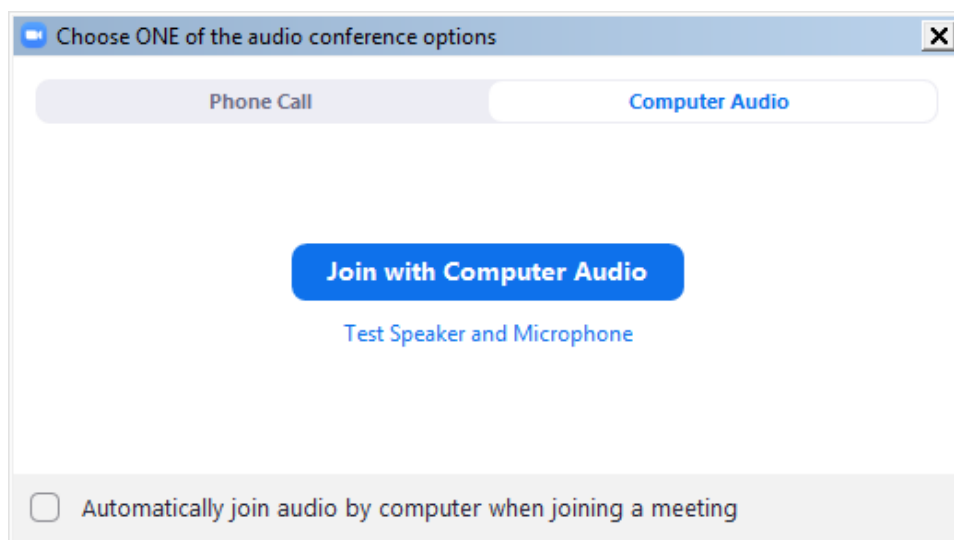 Choose ONE of the audio conference options
Phone Call
Computer Audio
Join with Computer Audio
Test Speaker and Microphone
Automatically join audio by computer when joining a meeting